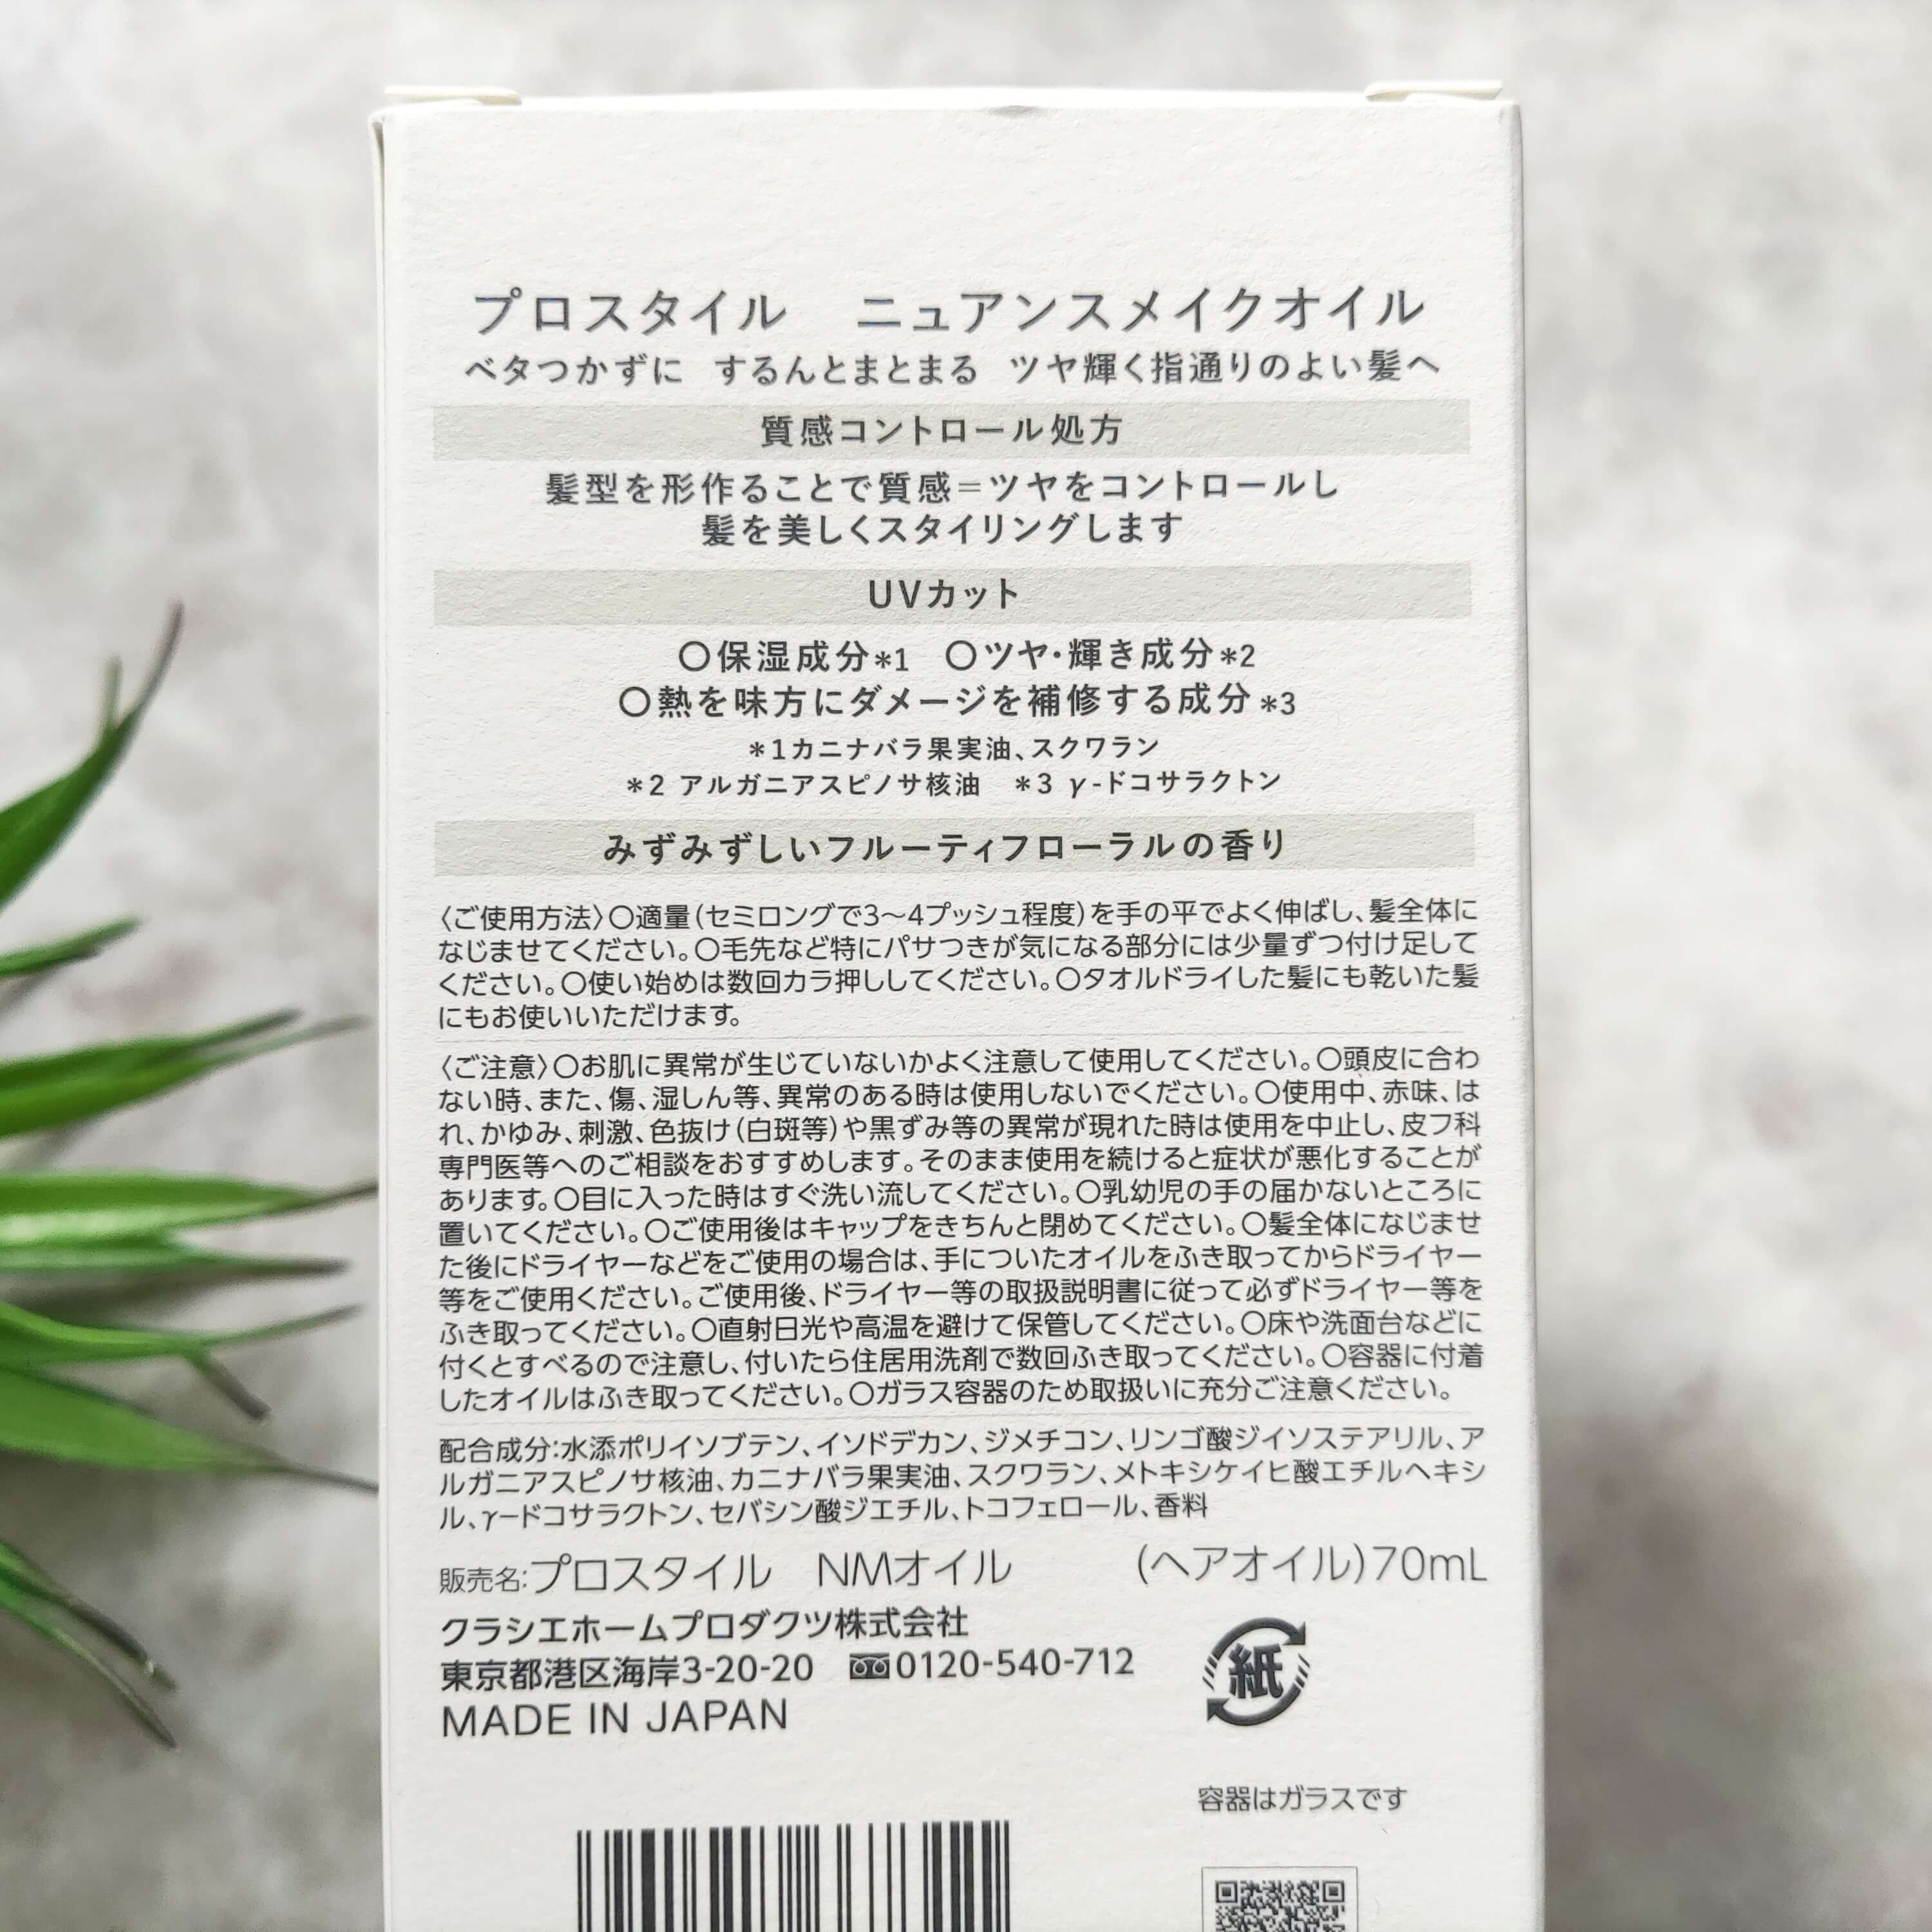 プロスタイル　ニュアンスメイクオイル
ベタつかずに　するんとまとまる　ツヤ輝く指通りのよい髪へ
質感コントロール処方
髪型を形作ることで質感＝ツヤをコントロールし
髪を美しくスタイリングします
UVカット
〇保湿成分*1　〇ツヤ・輝き成分*2
〇熱を味方にダメージを補修する成分*3
*1カニナバラ果実油、スクワラン
*2 アルガニアスピノサ核油　*3 γ-ドコサラクトン
みずみずしいフルーティフローラルの香り
〈ご使用方法〉〇適量（セミロングで3～4プッシュ程度）を手の平でよく伸ばし、髪全体に
なじませてください。〇毛先など特にパサつきが気になる部分には少量ずつ付け足して
ください。〇使い始めは数回カラ押ししてください。〇タオルドライした髪にも乾いた髪
にもお使いいただけます。
〈ご注意〉〇お肌に異常が生じていないかよく注意して使用してください。〇頭皮に合わ
ない時、また、傷、湿しん等、異常のある時は使用しないでください。〇使用中、赤味、は
れ、かゆみ、刺激、色抜け（白斑等）や黒ずみ等の異常が現れた時は使用を中止し、皮フ科
専門医等へのご相談をおすすめします。そのまま使用を続けると症状が悪化することが
あります。〇目に入った時はすぐ洗い流してください。〇乳幼児の手の届かないところに
置いてください。〇ご使用後はキャップをきちんと閉めてください。〇髪全体になじませ
た後にドライヤーなどをご使用の場合は、手についたオイルをふき取ってからドライヤー
等をご使用ください。ご使用後、ドライヤー等の取扱説明書に従って必ずドライヤー等を
ふき取ってください。〇直射日光や高温を避けて保管してください。〇床や洗面台などに
付くとすべるので注意し、付いたら住居用洗剤で数回ふき取ってください。〇容器に付着
したオイルはふき取ってください。〇ガラス容器のため取扱いに充分ご注意ください。
配合成分:水添ポリイソブテン、イソドデカン、ジメチコン、リンゴ酸ジイソステアリル、ア
ルガニアスピノサ核油、カニナバラ果実油、スクワラン、メトキシケイヒ酸エチルヘキシ
ル、γードコサラクトン、セバシン酸ジエチル、トコフェロール、香料
販売名:プロスタイル　NMオイル　（ヘアオイル）70mL
クラシエホームプロダクツ株式会社
東京都港区海岸3-20-20　0120-540-712
MADE IN JAPAN
紙
容器はガラスです